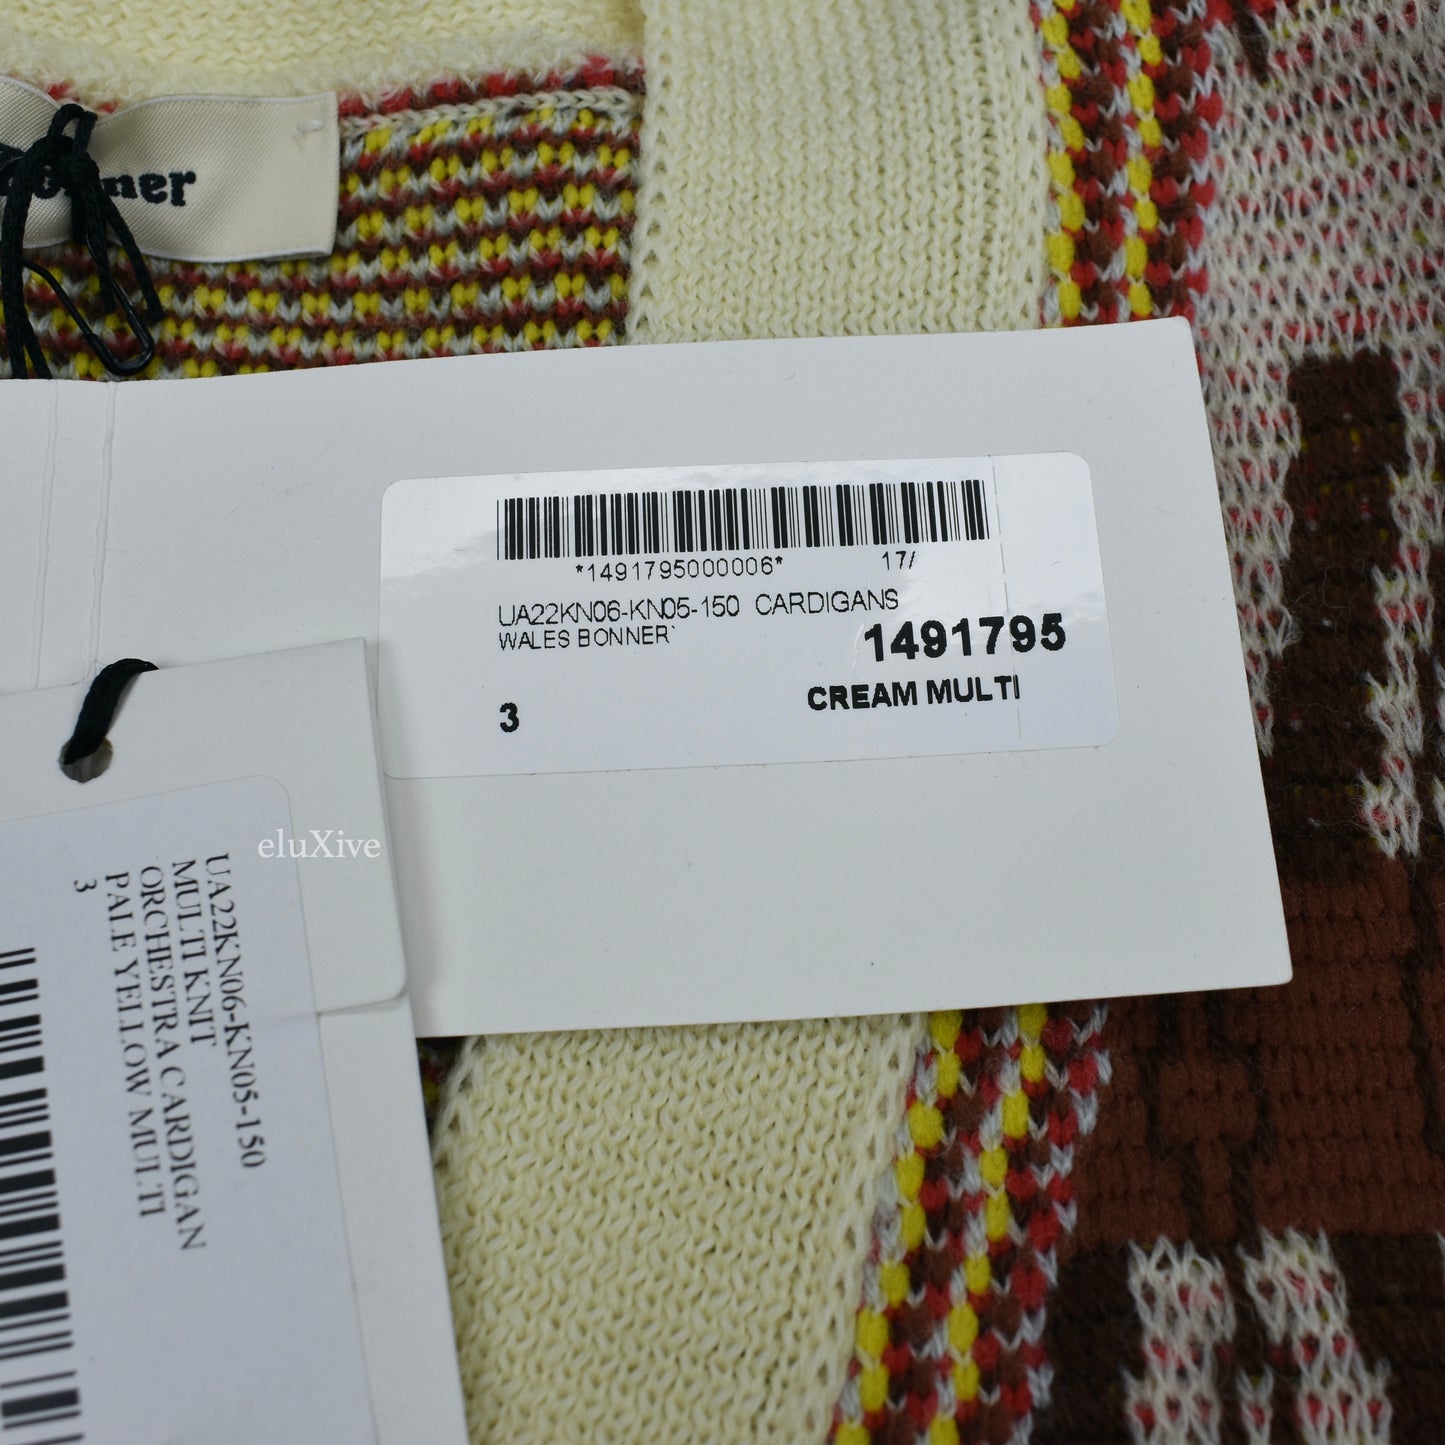 *1491795000006* 17/
UA22KN06-KN05-150 CARDIGANS
WALES BONNER
1491795
CREAM MULTI
3
eluXive
UA22KN06-KN05-150
MULTI KNIT
ORCHESTRA CARDIGAN
PALE YELLOW MULTI
3